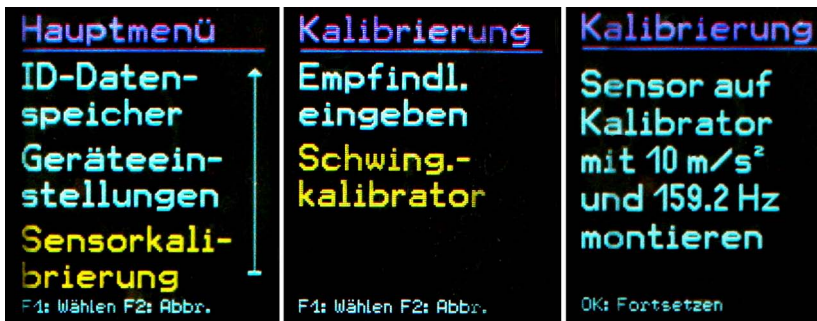 Hauptmenü
ID-Daten-
speicher
Geräteein-
stellungen
Sensorkali-
brierung
F1: Wählen F2: Abbr.
Kalibrierung
Empfindl.
eingeben
Schwing.-
kalibrator
F1: Wählen F2: Abbr.
Kalibrierung
Sensor auf
Kalibrator
mit 10 m/s²
und 159.2 Hz
montieren
OK: Fortsetzen